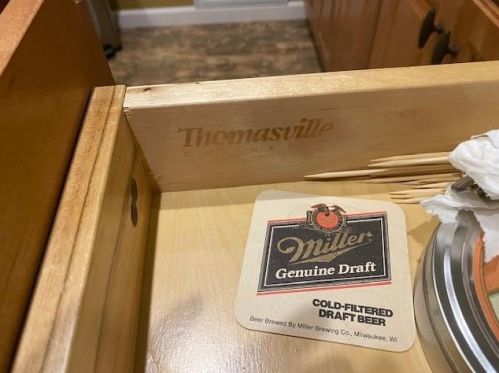 Thomasville
Miller
Genuine Draft
COLD-FILTERED
DRAFT BEER
Beer Brewed By Miller Brewing Co., Milwaukee, WI